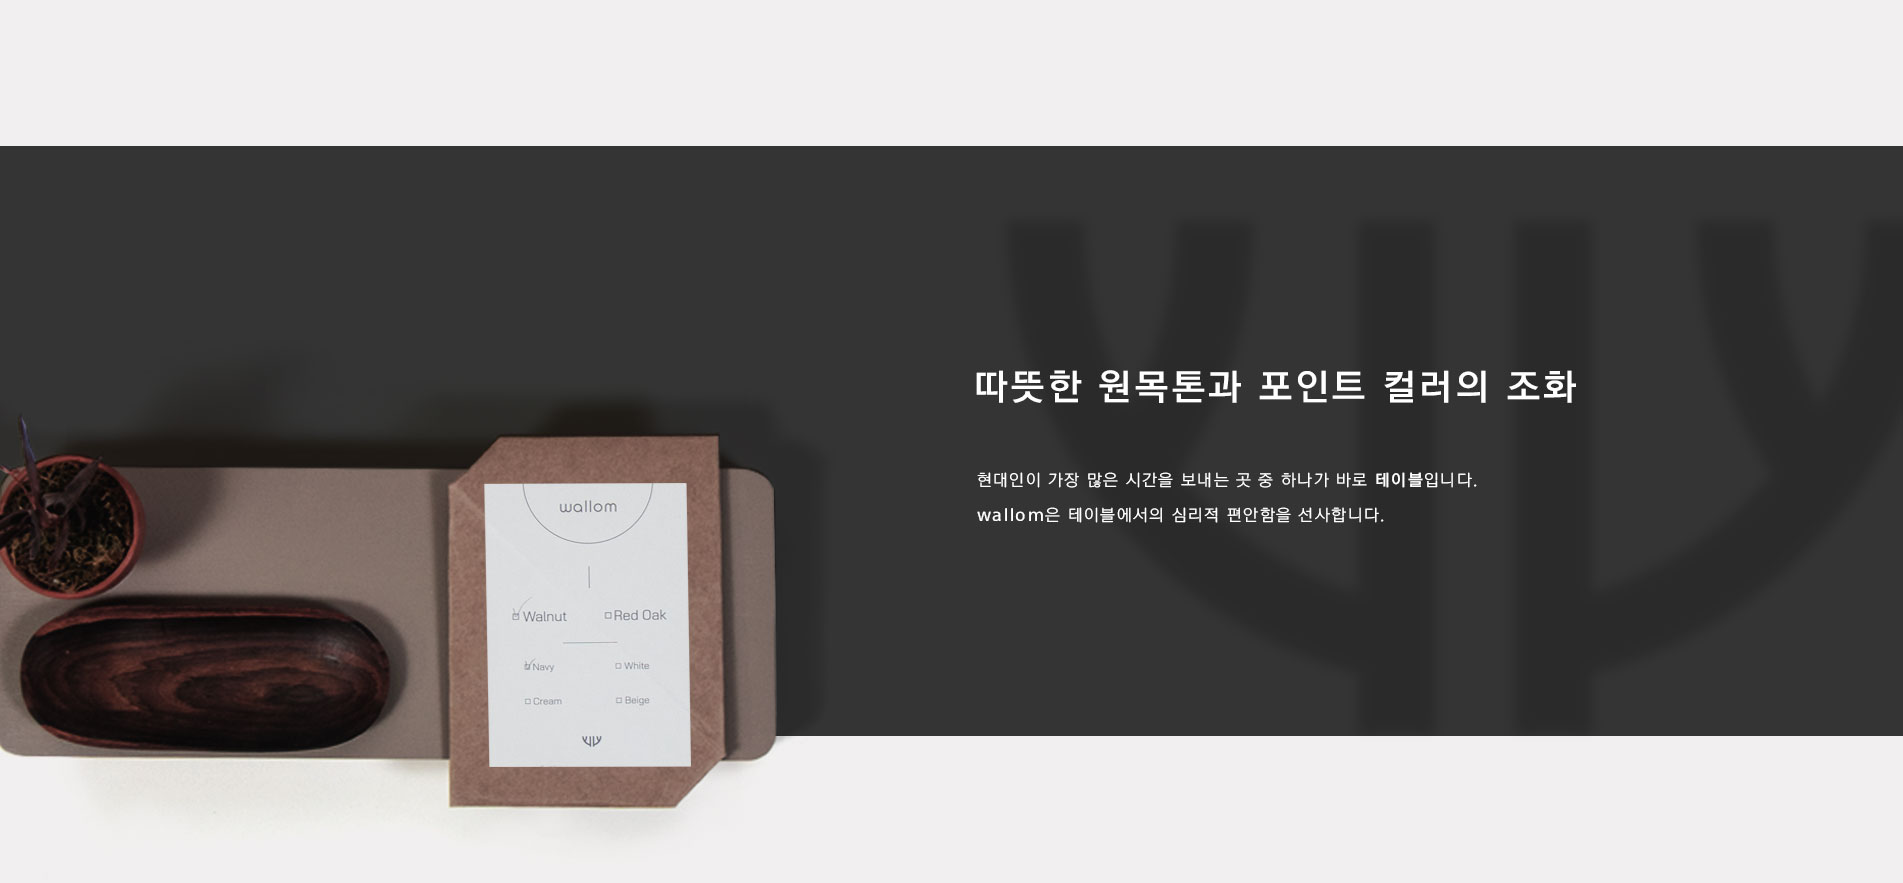 따뜻한 원목톤과 포인트 컬러의 조화
현대인이 가장 많은 시간을 보내는 곳 중 하나가 바로 테이블입니다.
wallom은 테이블에서의 심리적 편안함을 선사합니다.
wallom
Walnut Red Oak
Navy White
Cream Beige